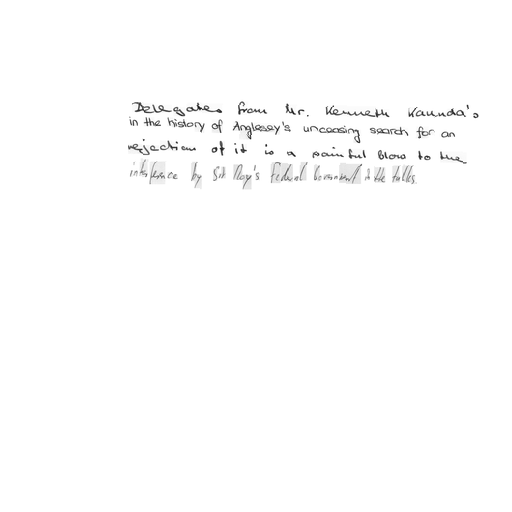 Delegates from Mr. Kenneth Kaunda's
in the history of Anglesey's unceasing search for an
rejection of it is a painful blow to the
by Sir Roy's Federal Government in the talks.